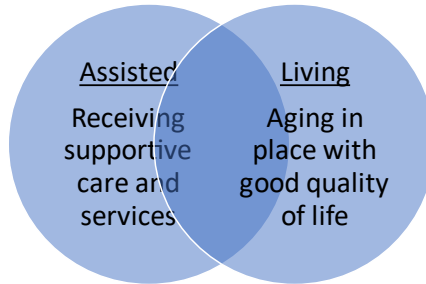 Assisted
Receiving
supportive
care and
services
Living
Aging in
place with
good quality
of life